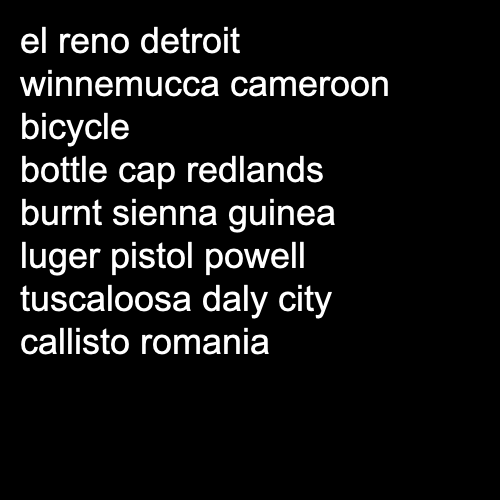 el reno detroit
winnemucca cameroon
bicycle
bottle cap redlands
burnt sienna guinea
luger pistol powell
tuscaloosa daly city
callisto romania